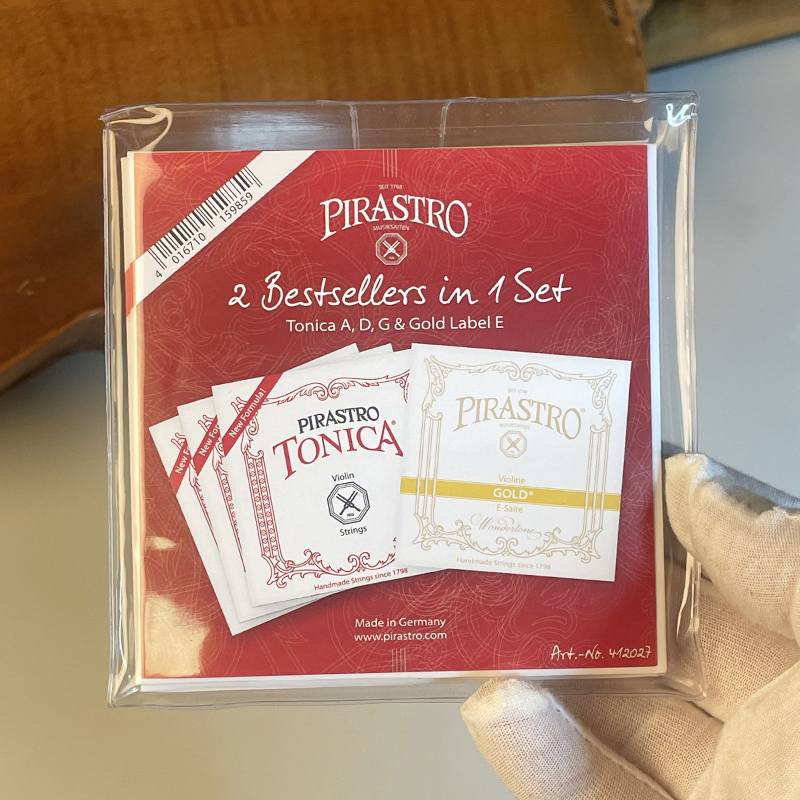 4 016710 159859
SEIT 1798
PIRASTRO®
MUSIKSAITEN
2 Bestsellers in 1 Set
Tonica A, D, G & Gold Label E
New Formula!
PIRASTRO
TONICA®
Violin
Strings
Handmade Strings since 1798
SEIT 1798
PIRASTRO®
MUSIKSAITEN
Violine
GOLD®
E-Saite
Wondertone
Handmade Strings since 1798
Made in Germany
www.pirastro.com
Art.-No. 412027